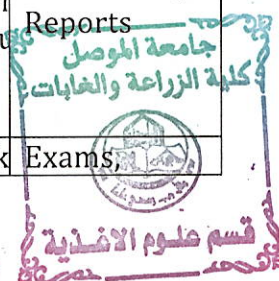 Reports
جامعة الموصل
كلية الزراعة والغابات
k Exams,
قسم علوم الاغذية